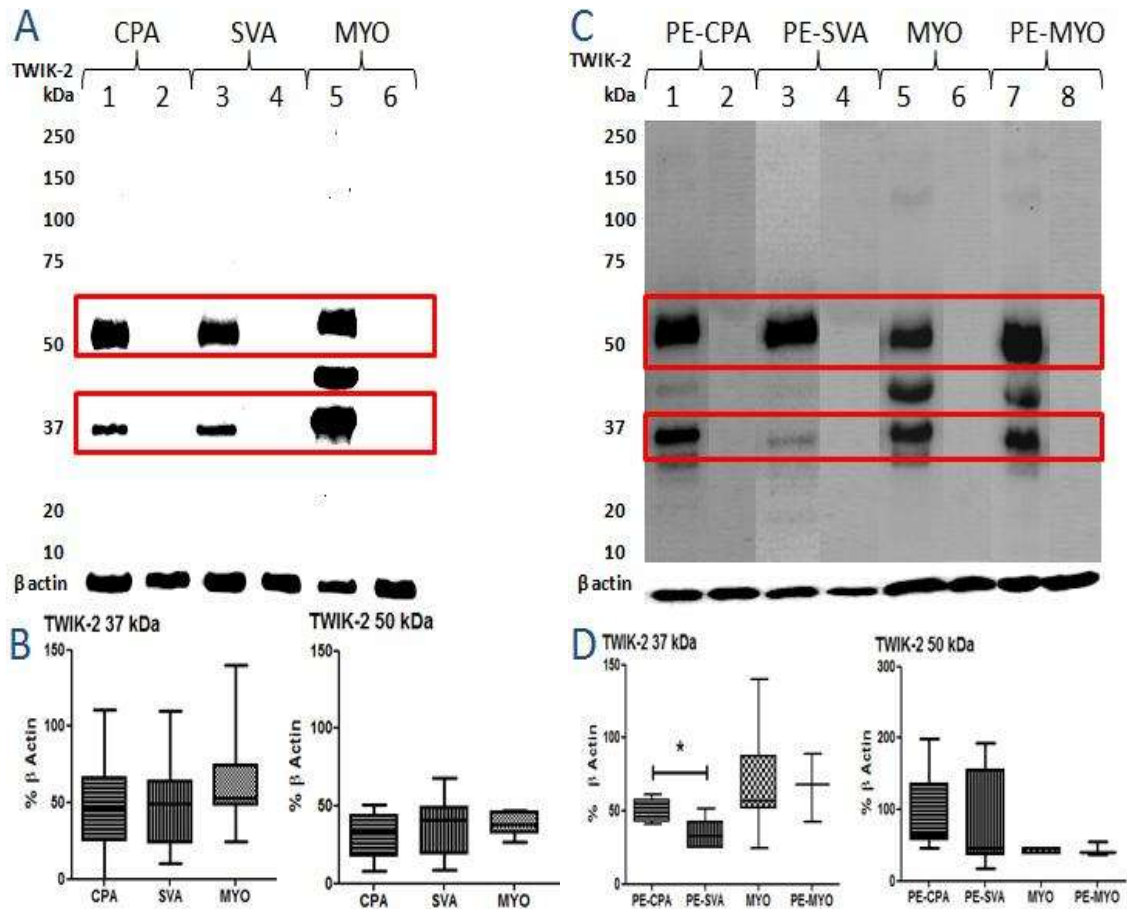 A
CPA SVA MYO
TWIK-2
kDa 1 2 3 4 5 6
250
150
100
75
50
37
20
10
β actin
B
TWIK-2 37 kDa
% β Actin
150
100
50
0
CPA SVA MYO
TWIK-2 50 kDa
% β Actin
150
100
50
0
CPA SVA MYO
C
PE-CPA PE-SVA MYO PE-MYO
TWIK-2
kDa 1 2 3 4 5 6 7 8
250
150
100
75
50
37
20
10
β actin
D
TWIK-2 37 kDa
% β Actin
150
100
50
0
*
PE-CPA PE-SVA MYO PE-MYO
TWIK-2 50 kDa
% β Actin
300
200
100
0
PE-CPA PE-SVA MYO PE-MYO